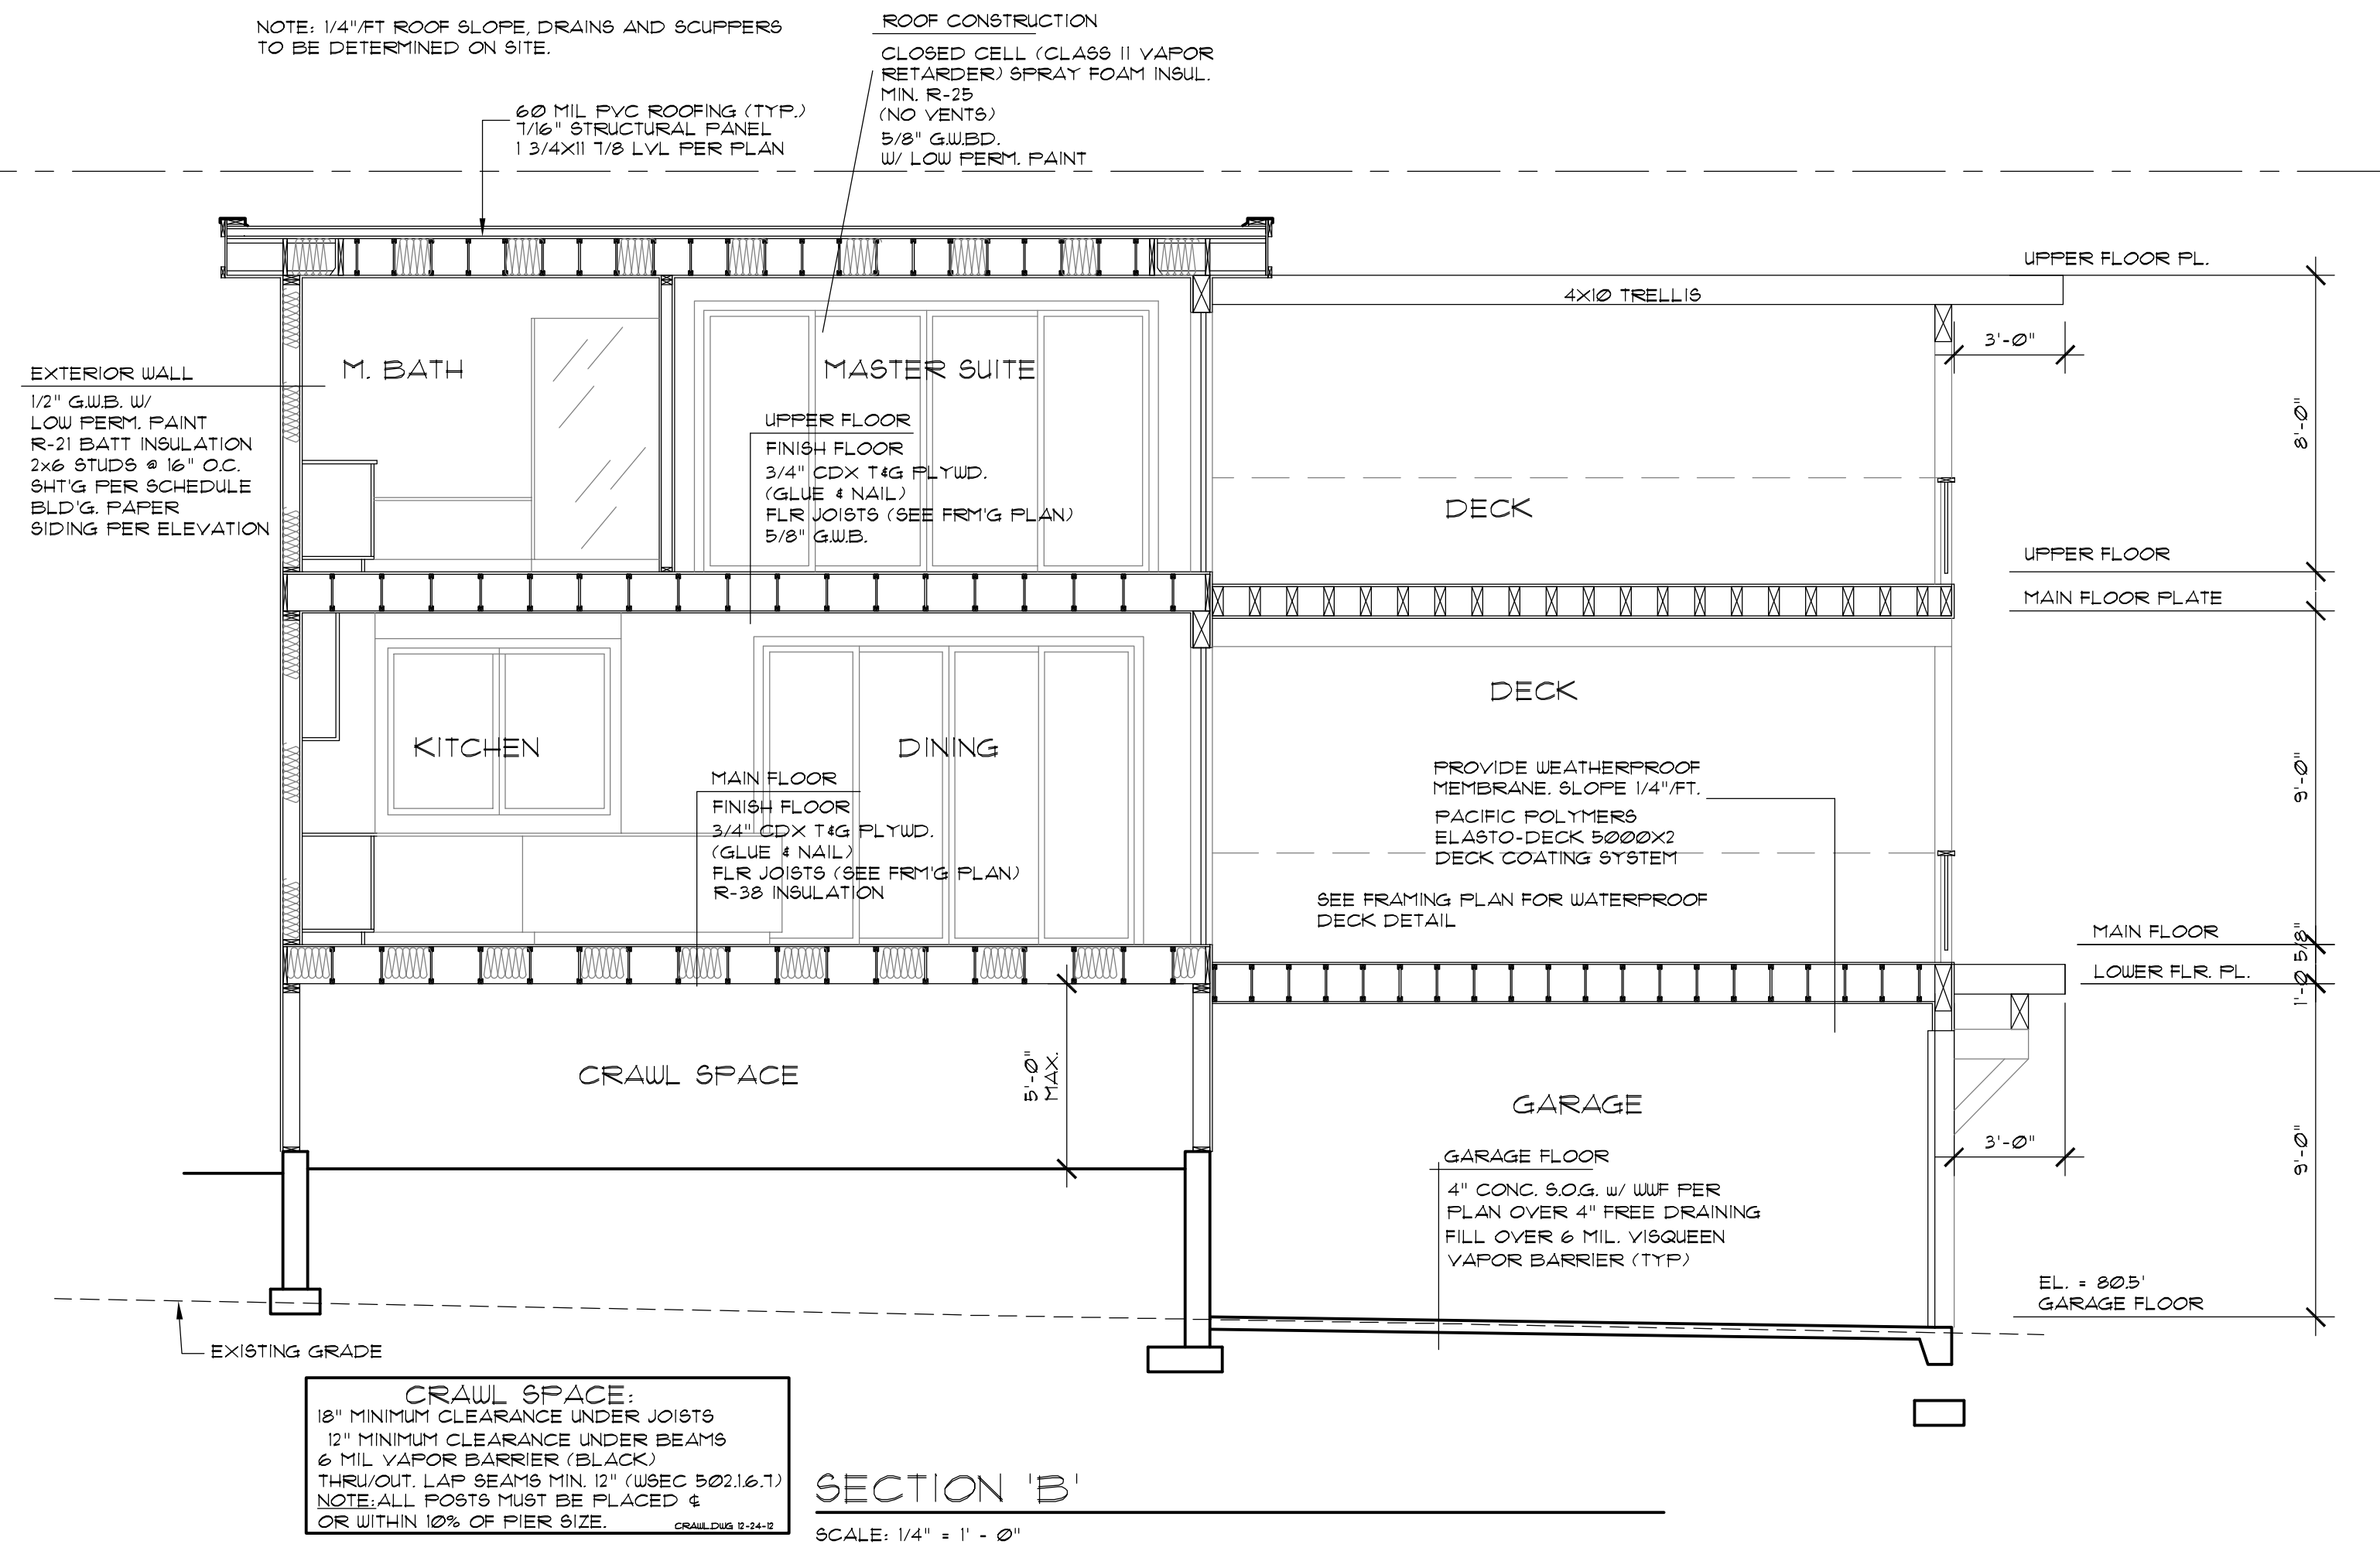 NOTE: 1/4"/FT ROOF SLOPE, DRAINS AND SCUPPERS
TO BE DETERMINED ON SITE.
ROOF CONSTRUCTION
CLOSED CELL (CLASS II VAPOR
RETARDER) SPRAY FOAM INSUL.
MIN. R-25
(NO VENTS)
5/8" G.W.BD.
W/ LOW PERM. PAINT
60 MIL PVC ROOFING (TYP.)
7/16" STRUCTURAL PANEL
1 3/4X11 7/8 LVL PER PLAN
UPPER FLOOR PL.
4X10 TRELLIS
3'-0"
8'-0"
EXTERIOR WALL
1/2" G.W.B. W/
LOW PERM. PAINT
R-21 BATT INSULATION
2x6 STUDS @ 16" O.C.
SHT'G PER SCHEDULE
BLD'G. PAPER
SIDING PER ELEVATION
M. BATH
MASTER SUITE
UPPER FLOOR
FINISH FLOOR
3/4" CDX T&G PLYWD.
(GLUE & NAIL)
FLR JOISTS (SEE FRM'G PLAN)
5/8" G.W.B.
DECK
UPPER FLOOR
MAIN FLOOR PLATE
DECK
KITCHEN
DINING
MAIN FLOOR
FINISH FLOOR
3/4" CDX T&G PLYWD.
(GLUE & NAIL)
FLR JOISTS (SEE FRM'G PLAN)
R-38 INSULATION
PROVIDE WEATHERPROOF
MEMBRANE. SLOPE 1/4"/FT.
PACIFIC POLYMERS
ELASTO-DECK 5000X2
DECK COATING SYSTEM
SEE FRAMING PLAN FOR WATERPROOF
DECK DETAIL
9'-0"
MAIN FLOOR
LOWER FLR. PL.
1'-0 5/8"
CRAWL SPACE
5'-0"
MAX.
GARAGE
3'-0"
9'-0"
GARAGE FLOOR
4" CONC. S.O.G. w/ WWF PER
PLAN OVER 4" FREE DRAINING
FILL OVER 6 MIL. VISQUEEN
VAPOR BARRIER (TYP)
EL. = 80.5'
GARAGE FLOOR
EXISTING GRADE
CRAWL SPACE:
18" MINIMUM CLEARANCE UNDER JOISTS
12" MINIMUM CLEARANCE UNDER BEAMS
6 MIL VAPOR BARRIER (BLACK)
THRU/OUT. LAP SEAMS MIN. 12" (WSEC 502.1.6.7)
NOTE: ALL POSTS MUST BE PLACED ¢
OR WITHIN 10% OF PIER SIZE.
CRAWL.DWG 12-24-12
SECTION 'B'
SCALE: 1/4" = 1' - 0"